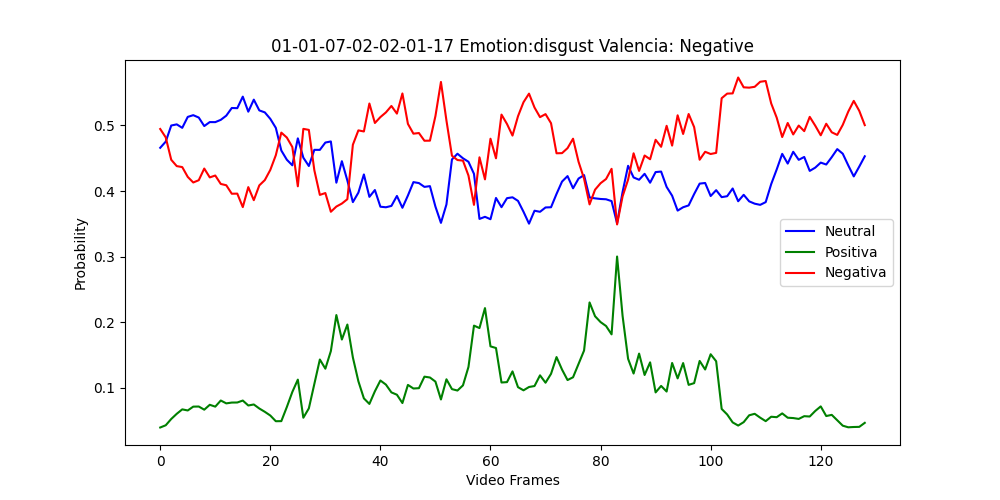 01-01-07-02-02-01-17 Emotion:disgust Valencia: Negative
Probability
0.5
0.4
0.3
0.2
0.1
Neutral
Positiva
Negativa
0 20 40 60 80 100 120
Video Frames